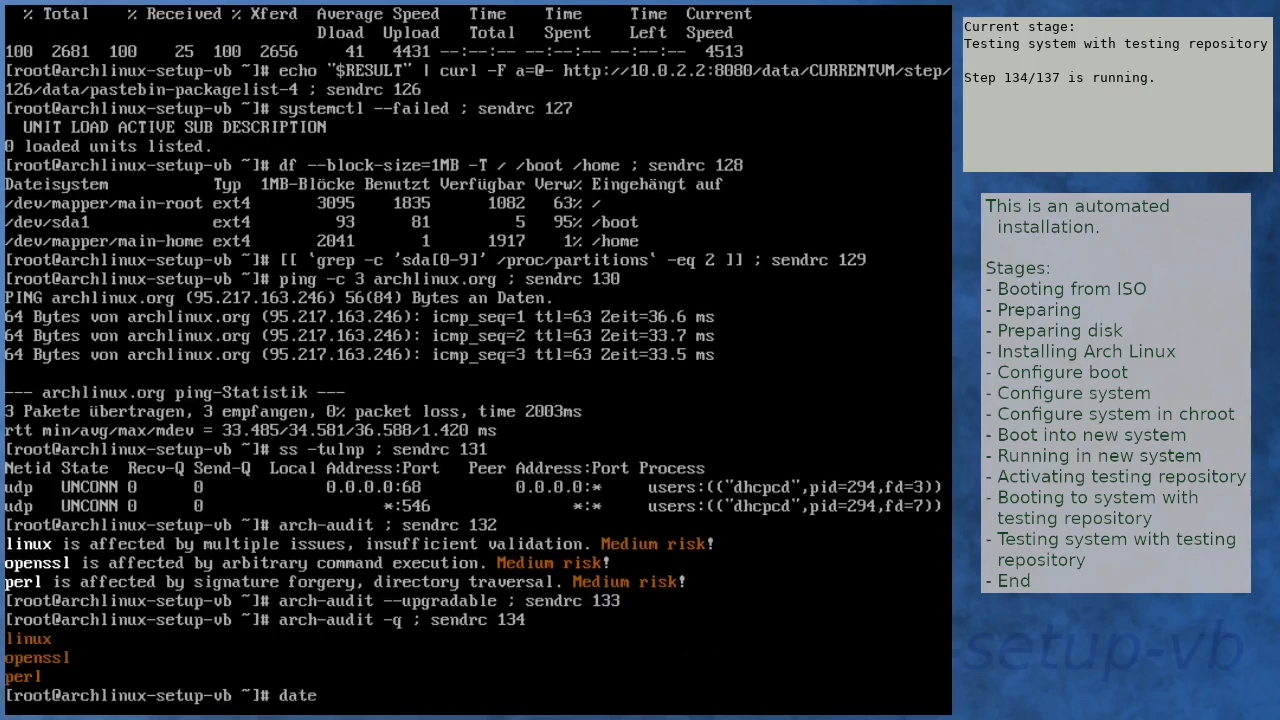 % Total    % Received % Xferd  Average Speed   Time    Time     Time  Current
                                 Dload  Upload   Total   Spent    Left  Speed
100  2681  100    25  100  2656     41   4431 --:--:-- --:--:-- --:--:--  4513
[root@archlinux-setup-vb ~]# echo "$RESULT" | curl -F a=@- http://10.0.2.2:8080/data/CURRENTVM/step/
126/data/pastebin-packagelist-4 ; sendrc 126
[root@archlinux-setup-vb ~]# systemctl --failed ; sendrc 127
  UNIT LOAD ACTIVE SUB DESCRIPTION
0 loaded units listed.
[root@archlinux-setup-vb ~]# df --block-size=1MB -T / /boot /home ; sendrc 128
Dateisystem           Typ  1MB-Blöcke Benutzt Verfügbar Verw% Eingehängt auf
/dev/mapper/main-root ext4       3095    1835      1082   63% /
/dev/sda1             ext4         93      81         5   95% /boot
/dev/mapper/main-home ext4       2041       1      1917    1% /home
[root@archlinux-setup-vb ~]# [[ `grep -c 'sda[0-9]' /proc/partitions` -eq 2 ]] ; sendrc 129
[root@archlinux-setup-vb ~]# ping -c 3 archlinux.org ; sendrc 130
PING archlinux.org (95.217.163.246) 56(84) Bytes an Daten.
64 Bytes von archlinux.org (95.217.163.246): icmp_seq=1 ttl=63 Zeit=36.6 ms
64 Bytes von archlinux.org (95.217.163.246): icmp_seq=2 ttl=63 Zeit=33.7 ms
64 Bytes von archlinux.org (95.217.163.246): icmp_seq=3 ttl=63 Zeit=33.5 ms
--- archlinux.org ping-Statistik ---
3 Pakete übertragen, 3 empfangen, 0% packet loss, time 2003ms
rtt min/avg/max/mdev = 33.485/34.581/36.588/1.420 ms
[root@archlinux-setup-vb ~]# ss -tulnp ; sendrc 131
Netid State  Recv-Q Send-Q  Local Address:Port   Peer Address:Port Process
udp   UNCONN 0      0             0.0.0.0:68          0.0.0.0:*     users:(("dhcpcd",pid=294,fd=3))
udp   UNCONN 0      0                   *:546               *:*     users:(("dhcpcd",pid=294,fd=7))
[root@archlinux-setup-vb ~]# arch-audit ; sendrc 132
linux is affected by multiple issues, insufficient validation. Medium risk!
openssl is affected by arbitrary command execution. Medium risk!
perl is affected by signature forgery, directory traversal. Medium risk!
[root@archlinux-setup-vb ~]# arch-audit --upgradable ; sendrc 133
[root@archlinux-setup-vb ~]# arch-audit -q ; sendrc 134
linux
openssl
perl
[root@archlinux-setup-vb ~]# date
Current stage:
Testing system with testing repository
Step 134/137 is running.
This is an automated
installation.
Stages:
- Booting from ISO
- Preparing
- Preparing disk
- Installing Arch Linux
- Configure boot
- Configure system
- Configure system in chroot
- Boot into new system
- Running in new system
- Activating testing repository
- Booting to system with
testing repository
- Testing system with testing
repository
- End
-setup-vb